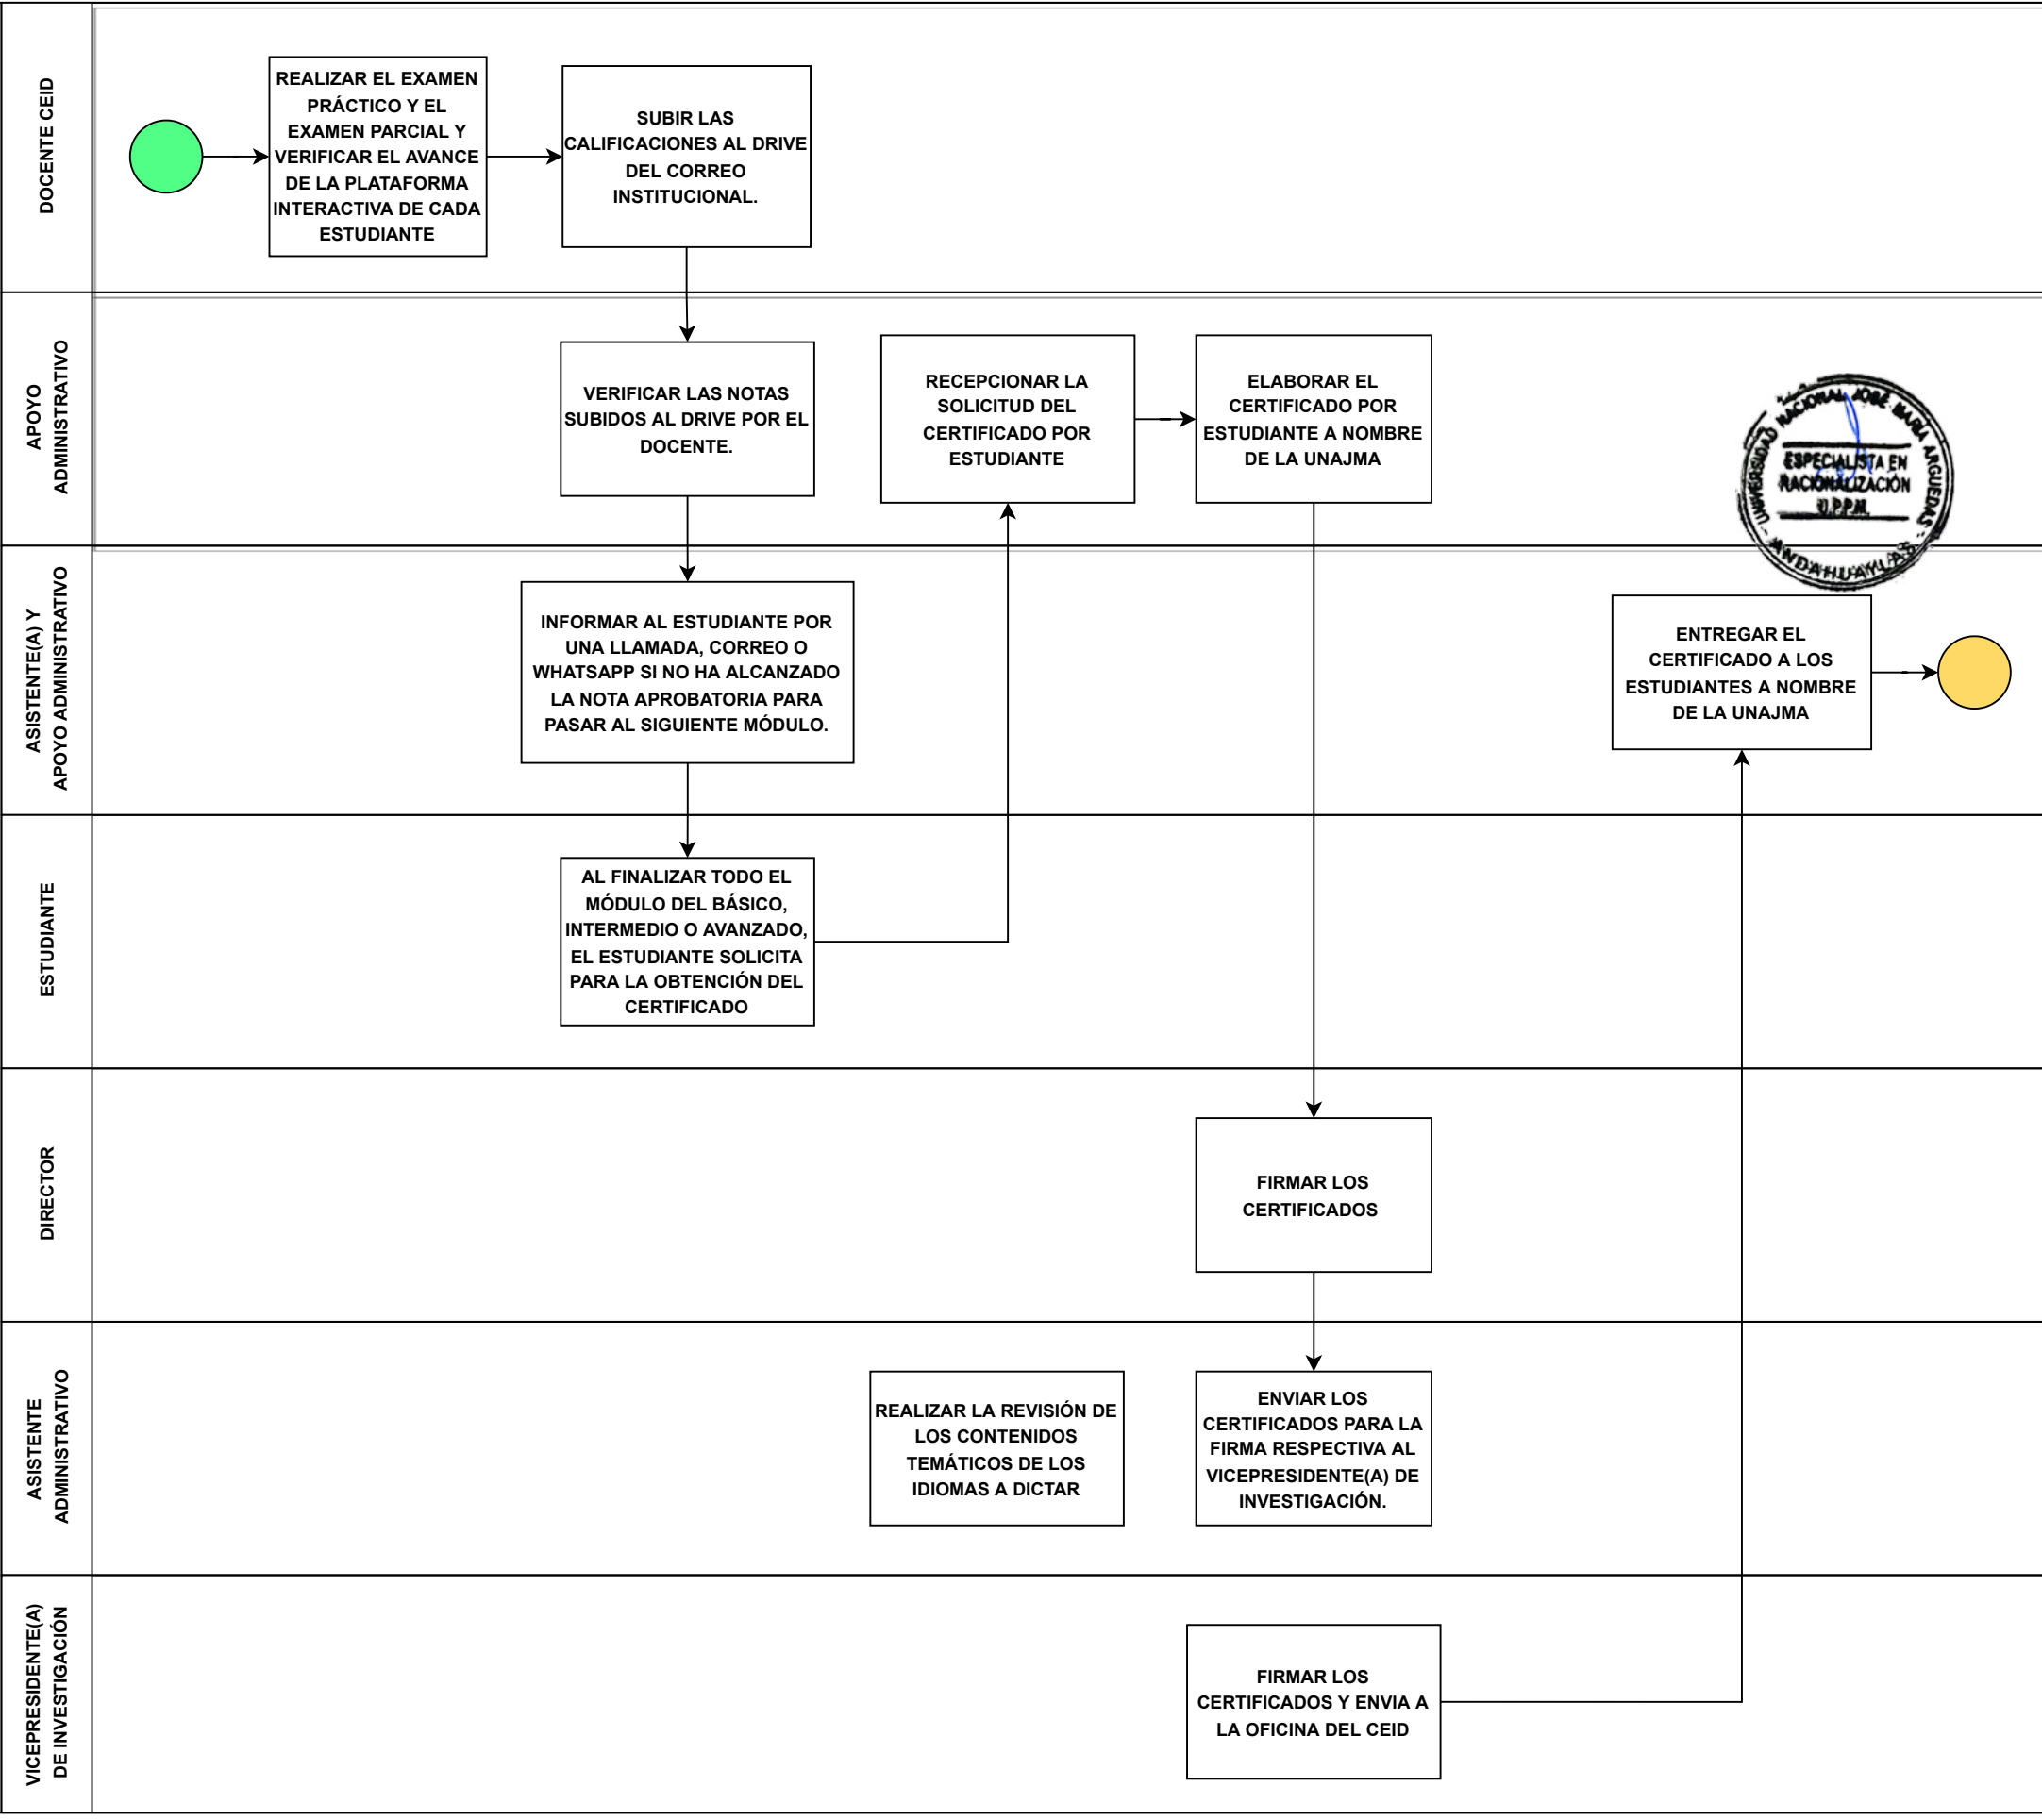 DOCENTE CEID
REALIZAR EL EXAMEN
PRÁCTICO Y EL
EXAMEN PARCIAL Y
VERIFICAR EL AVANCE
DE LA PLATAFORMA
INTERACTIVA DE CADA
ESTUDIANTE
SUBIR LAS
CALIFICACIONES AL DRIVE
DEL CORREO
INSTITUCIONAL.
APOYO
ADMINISTRATIVO
VERIFICAR LAS NOTAS
SUBIDOS AL DRIVE POR EL
DOCENTE.
RECEPCIONAR LA
SOLICITUD DEL
CERTIFICADO POR
ESTUDIANTE
ELABORAR EL
CERTIFICADO POR
ESTUDIANTE A NOMBRE
DE LA UNAJMA
UNIVERSIDAD NACIONAL JOSÉ MARÍA ARGUEDAS
ESPECIALISTA EN
RACIONALIZACIÓN
U.P.P.M.
- ANDAHUAYLAS -
ASISTENTE(A) Y
APOYO ADMINISTRATIVO
INFORMAR AL ESTUDIANTE POR
UNA LLAMADA, CORREO O
WHATSAPP SI NO HA ALCANZADO
LA NOTA APROBATORIA PARA
PASAR AL SIGUIENTE MÓDULO.
ENTREGAR EL
CERTIFICADO A LOS
ESTUDIANTES A NOMBRE
DE LA UNAJMA
ESTUDIANTE
AL FINALIZAR TODO EL
MÓDULO DEL BÁSICO,
INTERMEDIO O AVANZADO,
EL ESTUDIANTE SOLICITA
PARA LA OBTENCIÓN DEL
CERTIFICADO
DIRECTOR
FIRMAR LOS
CERTIFICADOS
ASISTENTE
ADMINISTRATIVO
REALIZAR LA REVISIÓN DE
LOS CONTENIDOS
TEMÁTICOS DE LOS
IDIOMAS A DICTAR
ENVIAR LOS
CERTIFICADOS PARA LA
FIRMA RESPECTIVA AL
VICEPRESIDENTE(A) DE
INVESTIGACIÓN.
VICEPRESIDENTE(A)
DE INVESTIGACIÓN
FIRMAR LOS
CERTIFICADOS Y ENVIA A
LA OFICINA DEL CEID